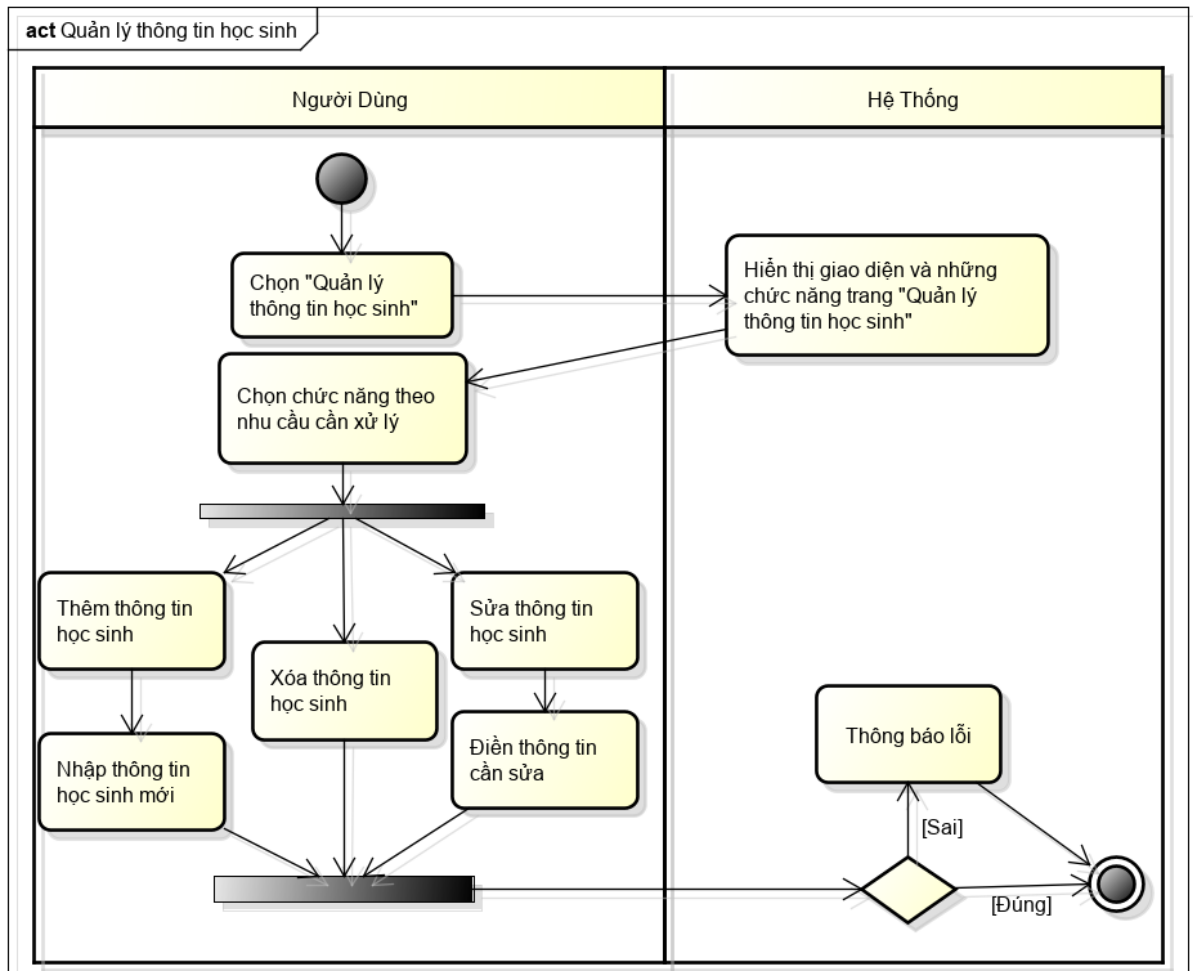 act Quản lý thông tin học sinh
Người Dùng
Hệ Thống
Chọn "Quản lý
thông tin học sinh"
Hiển thị giao diện và những
chức năng trang "Quản lý
thông tin học sinh"
Chọn chức năng theo
nhu cầu cần xử lý
Thêm thông tin
học sinh
Xóa thông tin
học sinh
Sửa thông tin
học sinh
Nhập thông tin
học sinh mới
Điền thông tin
cần sửa
Thông báo lỗi
[Sai]
[Đúng]